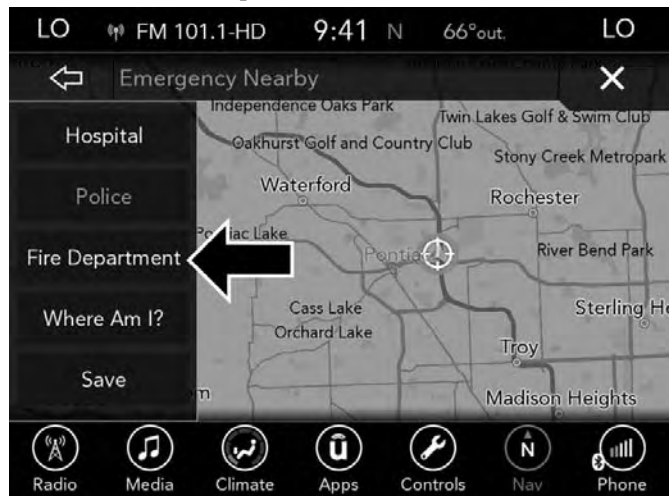 LO FM 101.1-HD 9:41 N 66°out. LO
Emergency Nearby
Hospital
Police
Fire Department
Where Am I?
Save
Independence Oaks Park
Twin Lakes Golf & Swim Club
Oakhurst Golf and Country Club
Stony Creek Metropark
Waterford
Rochester
Pontiac
River Bend Park
Cass Lake
Sterling He
Orchard Lake
Troy
Madison Heights
m
Radio Media Climate Apps Controls Nav Phone
ū
N